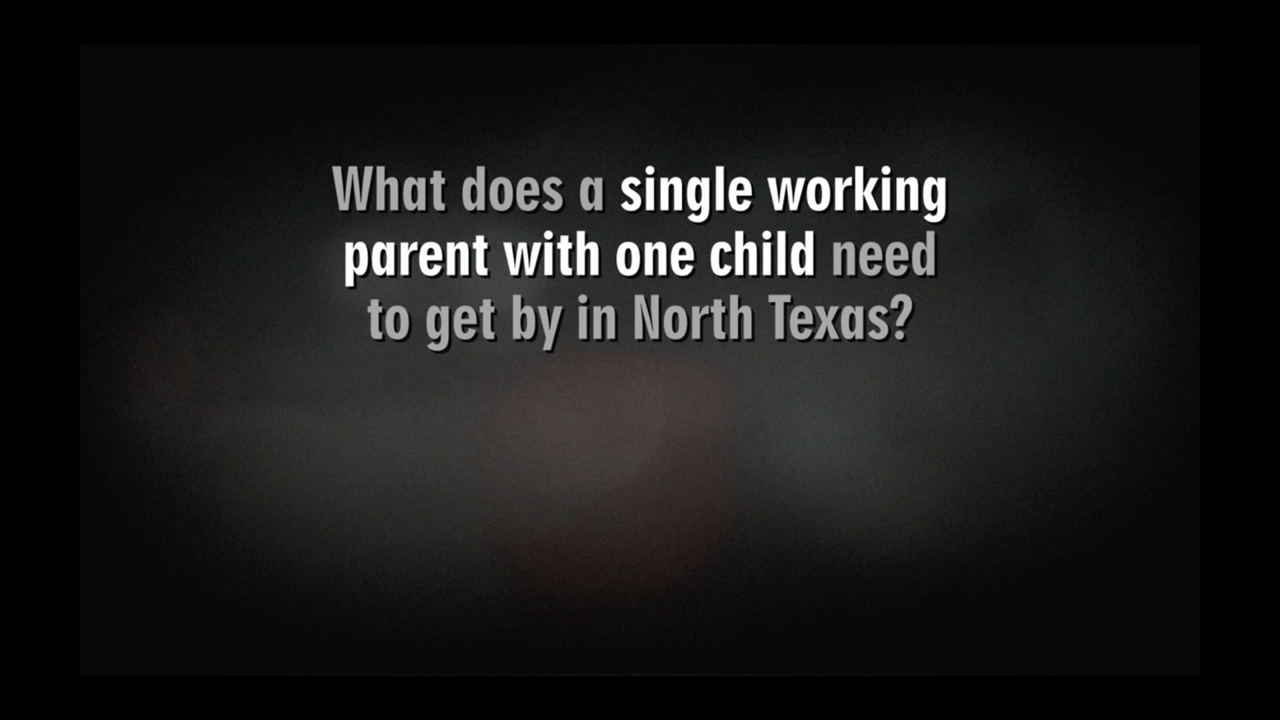 What does a single working
parent with one child need
to get by in North Texas?